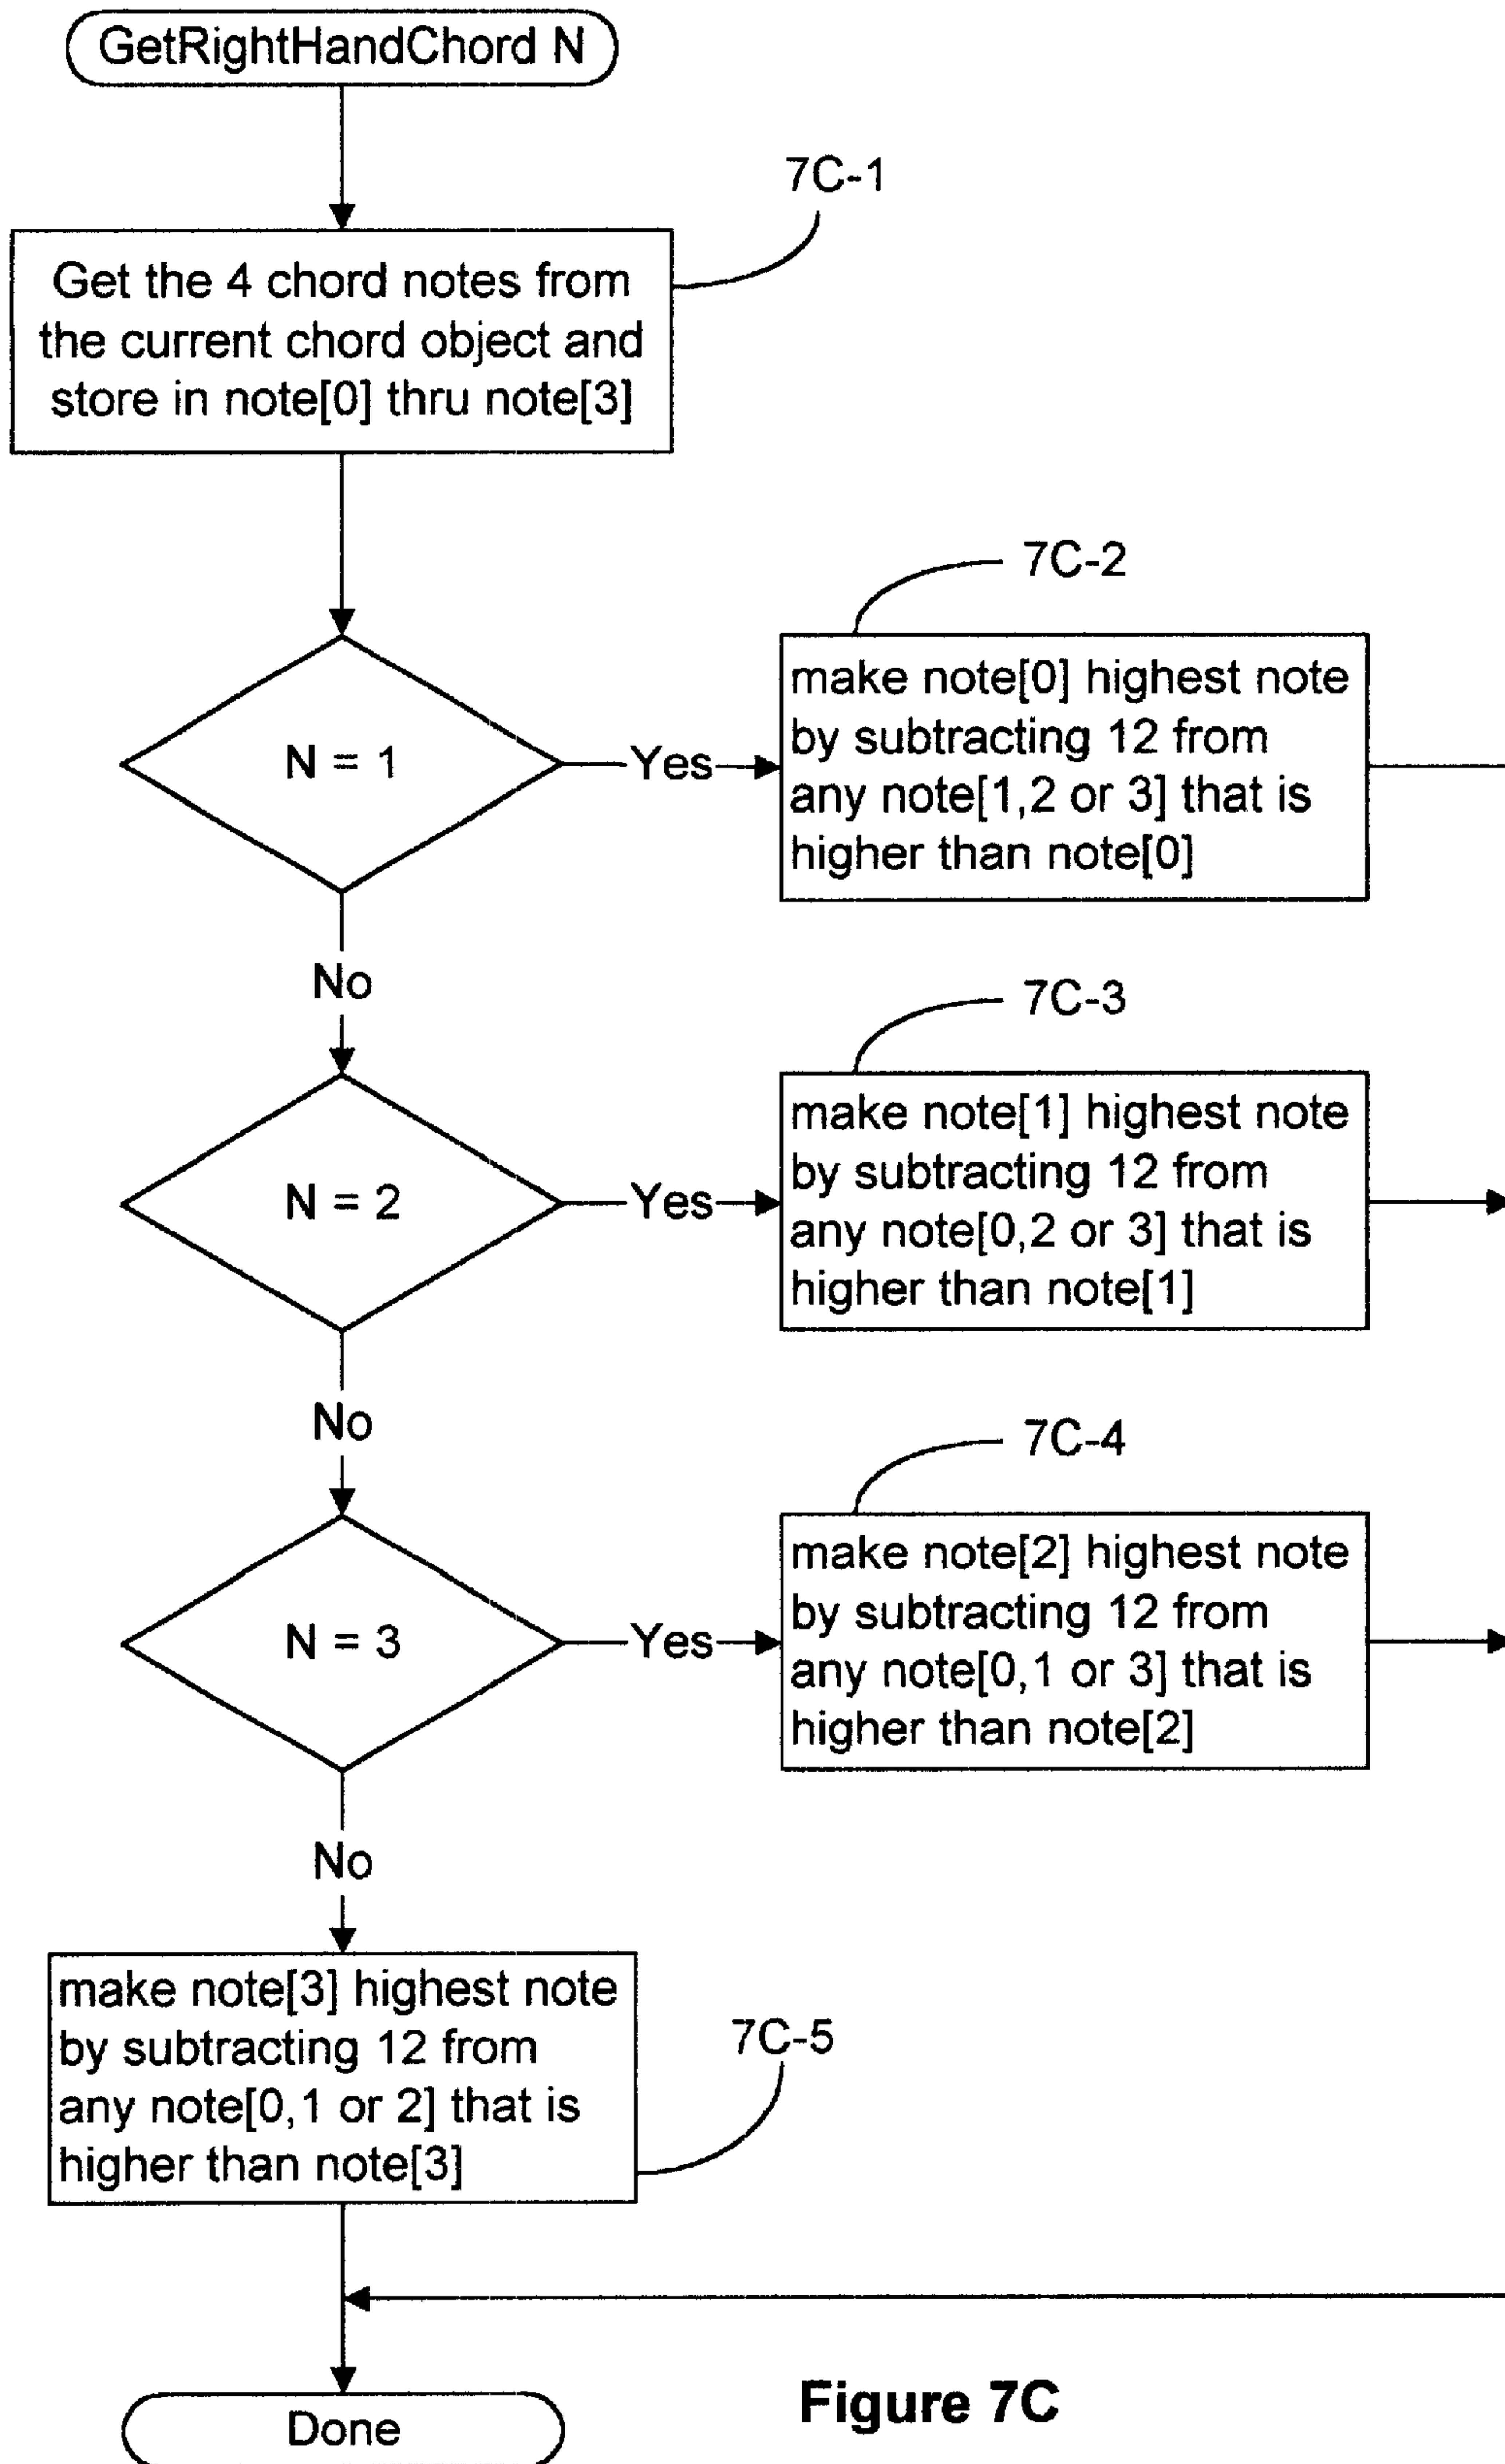 GetRightHandChord N
7C-1
Get the 4 chord notes from
the current chord object and
store in note[0] thru note[3]
7C-2
N = 1
Yes
make note[0] highest note
by subtracting 12 from
any note[1,2 or 3] that is
higher than note[0]
No
7C-3
N = 2
Yes
make note[1] highest note
by subtracting 12 from
any note[0,2 or 3] that is
higher than note[1]
No
7C-4
N = 3
Yes
make note[2] highest note
by subtracting 12 from
any note[0,1 or 3] that is
higher than note[2]
No
make note[3] highest note
by subtracting 12 from
any note[0,1 or 2] that is
higher than note[3]
7C-5
Done
Figure 7C